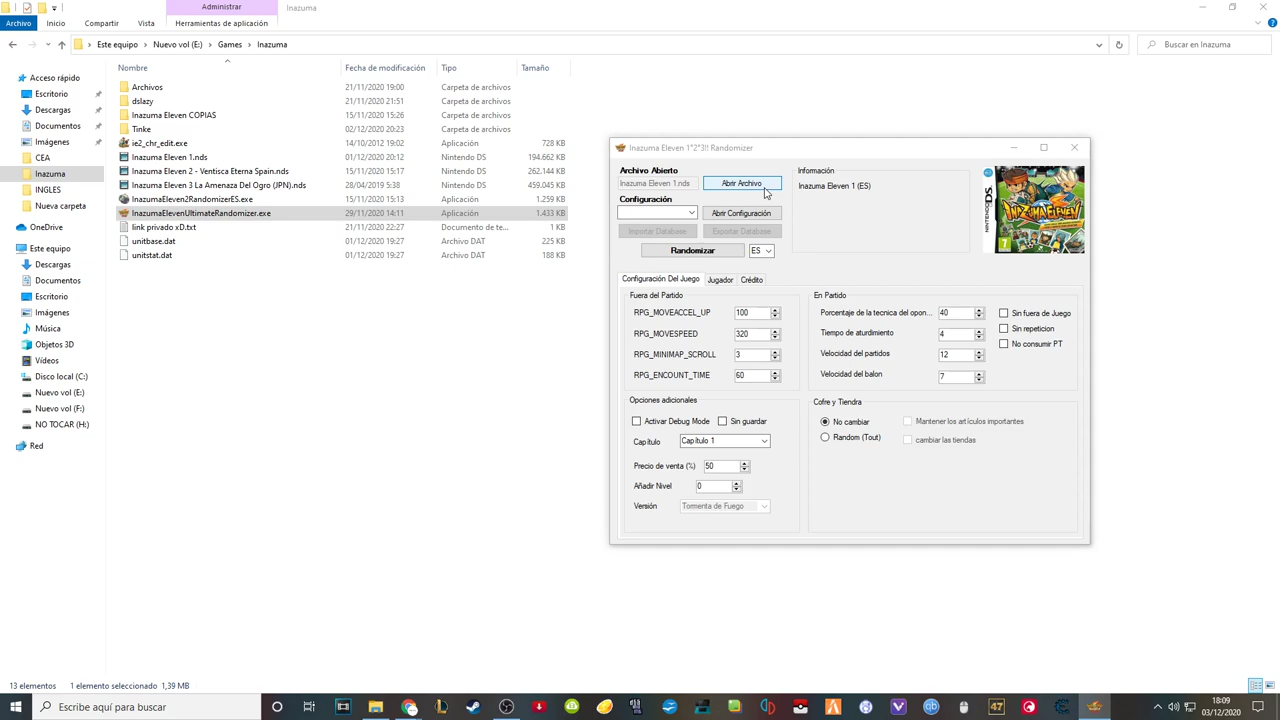 Administrar
Inazuma
Archivo
Inicio
Compartir
Vista
Herramientas de aplicación
Este equipo
Nuevo vol (E:)
Games
Inazuma
Buscar en Inazuma
Nombre
Fecha de modificación
Tipo
Tamaño
Acceso rápido
Escritorio
Descargas
Documentos
Imágenes
CEA
Inazuma
INGLES
Nueva carpeta
OneDrive
Este equipo
Descargas
Documentos
Escritorio
Imágenes
Música
Objetos 3D
Vídeos
Disco local (C:)
Nuevo vol (E:)
Nuevo vol (F:)
NO TOCAR (H:)
Red
Archivos 21/11/2020 19:00 Carpeta de archivos
dslazy 21/11/2020 21:51 Carpeta de archivos
Inazuma Eleven COPIAS 15/11/2020 15:26 Carpeta de archivos
Tinke 02/12/2020 20:23 Carpeta de archivos
ie2_chr_edit.exe 14/10/2012 19:02 Aplicación 728 KB
Inazuma Eleven 1.nds 01/12/2020 20:12 Nintendo DS 194.662 KB
Inazuma Eleven 2 - Ventisca Eterna Spain.nds 15/11/2020 15:17 Nintendo DS 262.144 KB
Inazuma Eleven 3 La Amenaza Del Ogro (JPN).nds 28/04/2019 5:38 Nintendo DS 459.045 KB
InazumaEleven2RandomizerES.exe 15/11/2020 15:13 Aplicación 1.259 KB
InazumaElevenUltimateRandomizer.exe 29/11/2020 14:11 Aplicación 1.433 KB
link privado xD.txt 21/11/2020 22:27 Documento de te... 1 KB
unitbase.dat 01/12/2020 19:27 Archivo DAT 225 KB
unitstat.dat 01/12/2020 19:27 Archivo DAT 188 KB
Inazuma Eleven 1"2"3!! Randomizer
Archivo Abierto
Inazuma Eleven 1.nds
Abrir Archivo
Configuración
Abrir Configuración
Importar Database
Exportar Database
Randomizar
ES
Información
Inazuma Eleven 1 (ES)
NINTENDO DS
INAZUMA ELEVEN
7
Configuración Del Juego
Jugador
Crédito
Fuera del Partido
RPG_MOVEACCEL_UP 100
RPG_MOVESPEED 320
RPG_MINIMAP_SCROLL 3
RPG_ENCOUNT_TIME 60
En Partido
Porcentaje de la tecnica del opon... 40
Tiempo de aturdimiento 4
Velocidad del partidos 12
Velocidad del balon 7
Sin fuera de Juego
Sin repeticion
No consumir PT
Opciones adicionales
Activar Debug Mode
Sin guardar
Capítulo Capítulo 1
Precio de venta (%) 50
Añadir Nivel 0
Versión Tormenta de Fuego
Cofre y Tiendra
No cambiar
Mantener los artículos importantes
Random (Tout)
cambiar las tiendas
13 elementos
1 elemento seleccionado 1,39 MB
Escribe aquí para buscar
47
18:09
03/12/2020